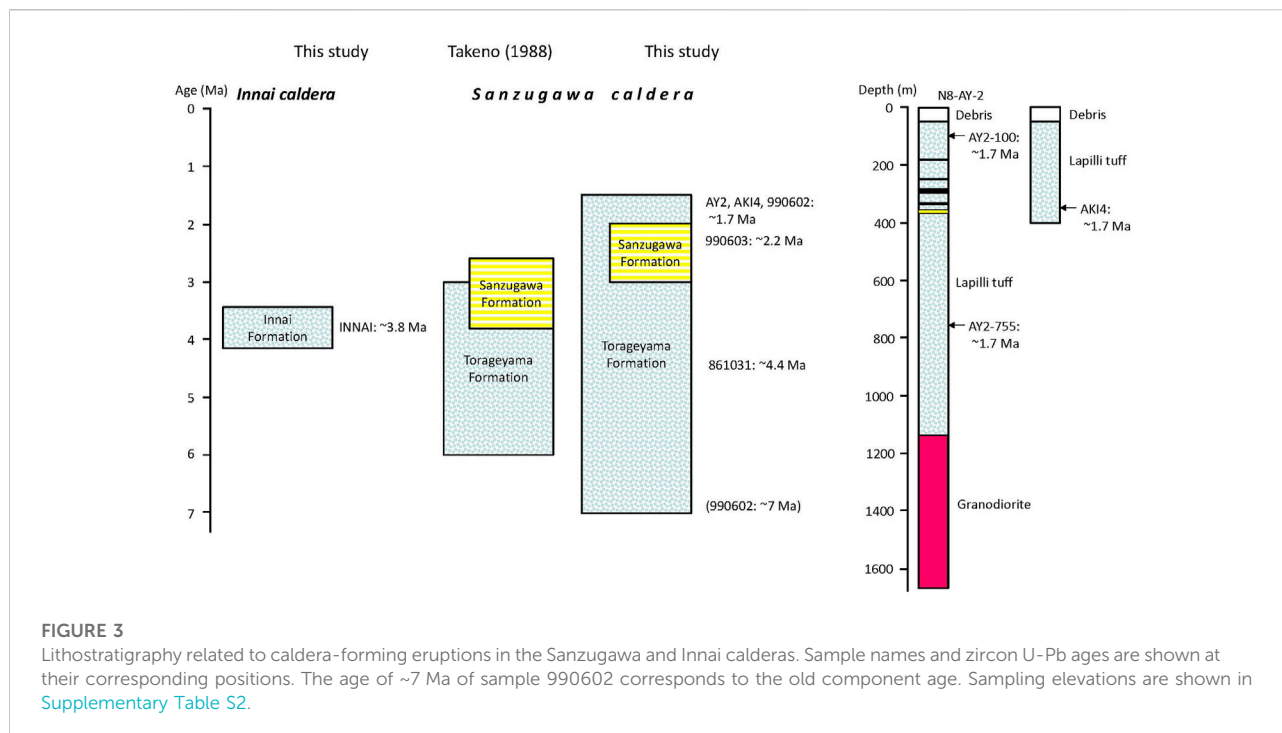 This study Takeno (1988) This study
Age (Ma) Innai caldera Sanzugawa caldera
0
1
2
3
4
5
6
7
Innai
Formation
INNAI: ~3.8 Ma
Sanzugawa
Formation
Torageyama
Formation
Sanzugawa
Formation
Torageyama
Formation
AY2, AKI4, 990602:
~1.7 Ma
990603: ~2.2 Ma
861031: ~4.4 Ma
(990602: ~7 Ma)
Depth (m) N8-AY-2
0
200
400
600
800
1000
1200
1400
1600
Debris
AY2-100:
~1.7 Ma
Lapilli tuff
AY2-755:
~1.7 Ma
Granodiorite
Debris
Lapilli tuff
AKI4:
~1.7 Ma
FIGURE 3
Lithostratigraphy related to caldera-forming eruptions in the Sanzugawa and Innai calderas. Sample names and zircon U-Pb ages are shown at
their corresponding positions. The age of ~7 Ma of sample 990602 corresponds to the old component age. Sampling elevations are shown in
Supplementary Table S2.